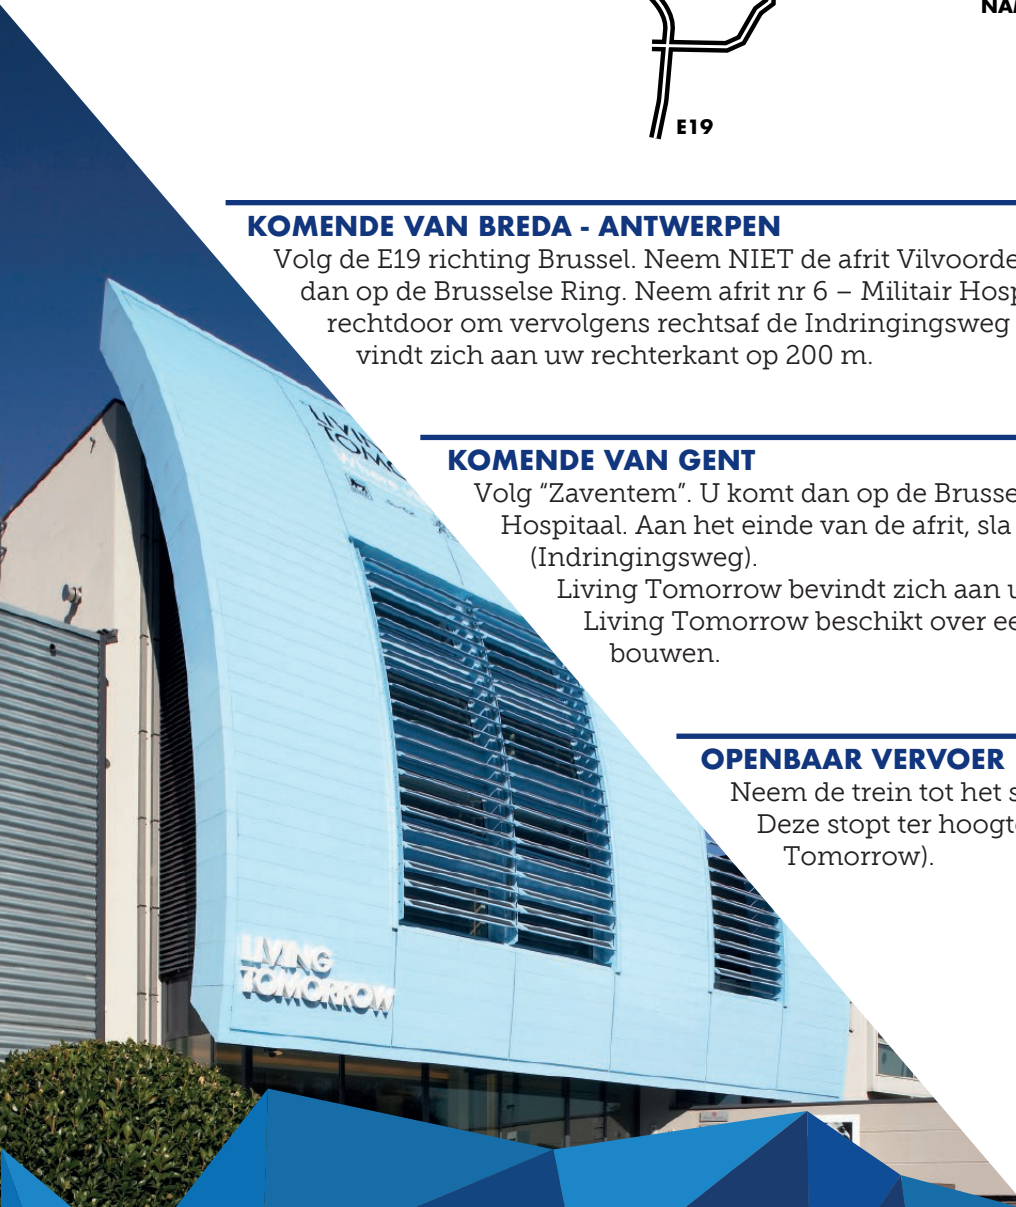 NAM
E19
KOMENDE VAN BREDA - ANTWERPEN
Volg de E19 richting Brussel. Neem NIET de afrit Vilvoorde
dan op de Brusselse Ring. Neem afrit nr 6 – Militair Hosp
rechtdoor om vervolgens rechtsaf de Indringingsweg
vindt zich aan uw rechterkant op 200 m.
KOMENDE VAN GENT
Volg “Zaventem”. U komt dan op de Brusse
Hospitaal. Aan het einde van de afrit, sla
(Indringingsweg).
Living Tomorrow bevindt zich aan u
Living Tomorrow beschikt over ee
bouwen.
OPENBAAR VERVOER
Neem de trein tot het s
Deze stopt ter hoogte
Tomorrow).
LIVING
TOMO
LIVING
TOMORROW